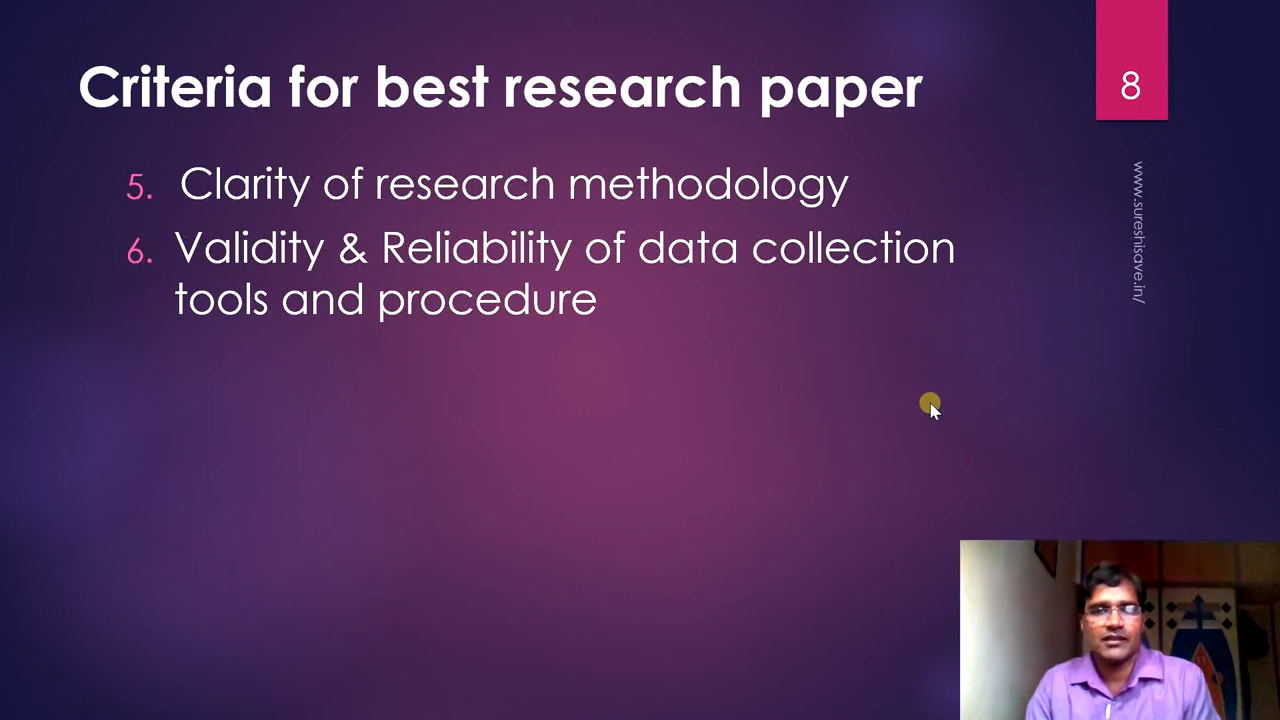 Criteria for best research paper
8
5. Clarity of research methodology
6. Validity & Reliability of data collection
tools and procedure
www.sureshisave.in/